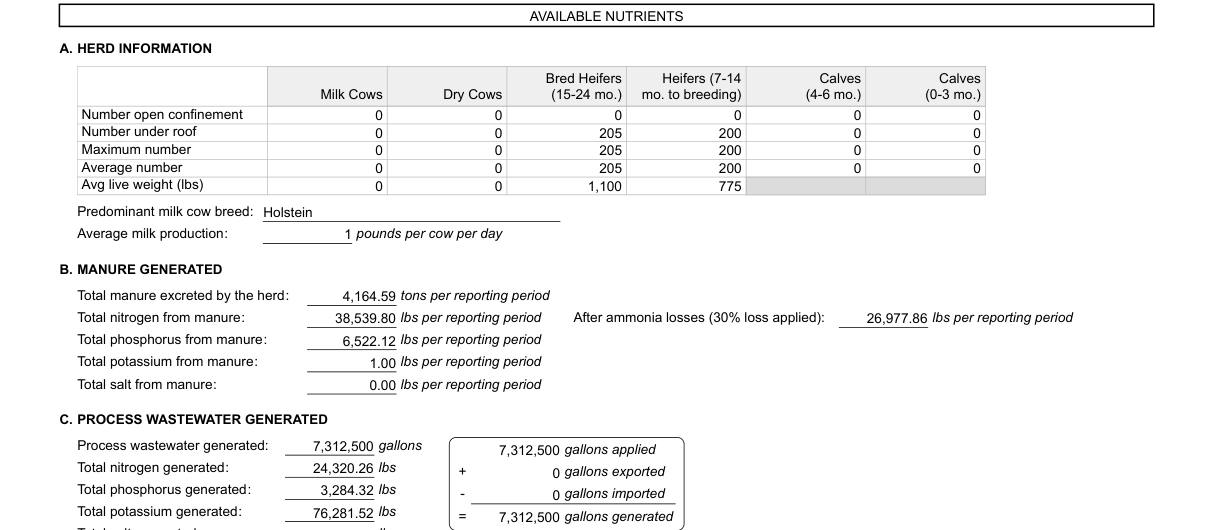 AVAILABLE NUTRIENTS
A. HERD INFORMATION
Milk Cows Dry Cows Bred Heifers (15-24 mo.) Heifers (7-14 mo. to breeding) Calves (4-6 mo.) Calves (0-3 mo.)
Number open confinement 0 0 0 0 0 0
Number under roof 0 0 205 200 0 0
Maximum number 0 0 205 200 0 0
Average number 0 0 205 200 0 0
Avg live weight (lbs) 0 0 1,100 775
Predominant milk cow breed: Holstein
Average milk production: 1 pounds per cow per day
B. MANURE GENERATED
Total manure excreted by the herd: 4,164.59 tons per reporting period
Total nitrogen from manure: 38,539.80 lbs per reporting period After ammonia losses (30% loss applied): 26,977.86 lbs per reporting period
Total phosphorus from manure: 6,522.12 lbs per reporting period
Total potassium from manure: 1.00 lbs per reporting period
Total salt from manure: 0.00 lbs per reporting period
C. PROCESS WASTEWATER GENERATED
Process wastewater generated: 7,312,500 gallons 7,312,500 gallons applied
Total nitrogen generated: 24,320.26 lbs + 0 gallons exported
Total phosphorus generated: 3,284.32 lbs - 0 gallons imported
Total potassium generated: 76,281.52 lbs = 7,312,500 gallons generated